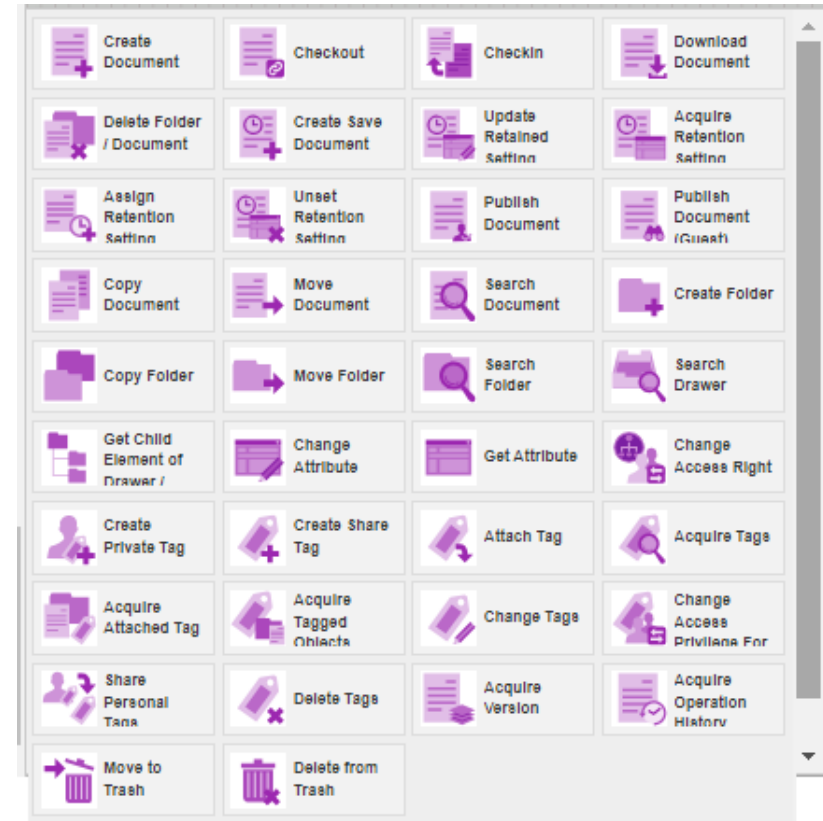 Create
Document
Checkout
Checkin
Download
Document
Delete Folder
/ Document
Create Save
Document
Update
Retained
Setting
Acquire
Retention
Setting
Assign
Retention
Setting
Unset
Retention
Setting
Publish
Document
Publish
Document
(Guest)
Copy
Document
Move
Document
Search
Document
Create Folder
Copy Folder
Move Folder
Search
Folder
Search
Drawer
Get Child
Element of
Drawer /
Change
Attribute
Get Attribute
Change
Access Right
Create
Private Tag
Create Share
Tag
Attach Tag
Acquire Tags
Acquire
Attached Tag
Acquire
Tagged
Objects
Change Tags
Change
Access
Privilege For
Share
Personal
Tags
Delete Tags
Acquire
Version
Acquire
Operation
History
Move to
Trash
Delete from
Trash